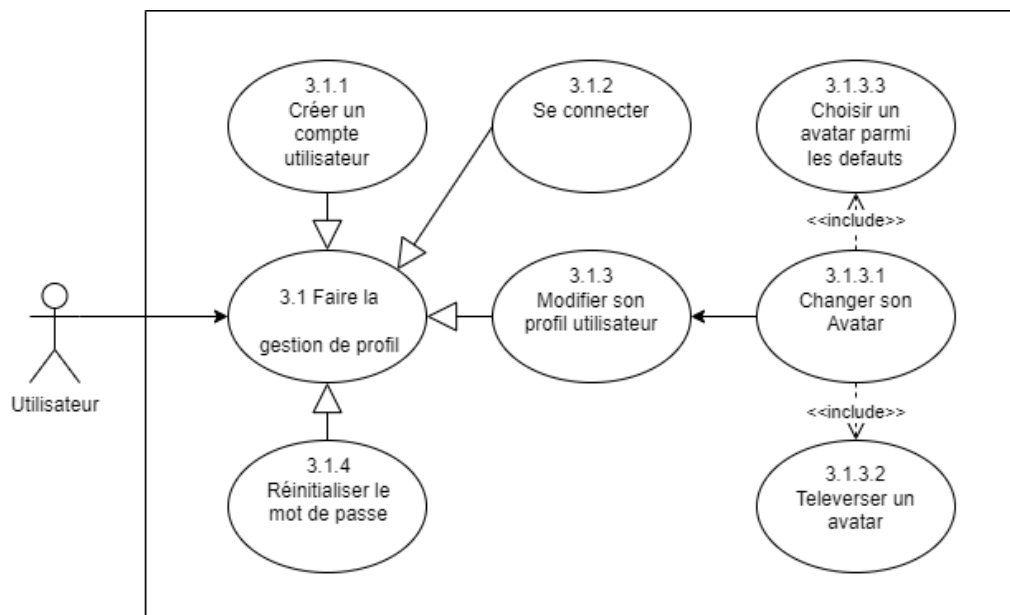 3.1.1
Créer un
compte
utilisateur
3.1.2
Se connecter
3.1.3.3
Choisir un
avatar parmi
les defauts
<<include>>
3.1 Faire la
gestion de profil
3.1.3
Modifier son
profil utilisateur
3.1.3.1
Changer son
Avatar
Utilisateur
<<include>>
3.1.4
Réinitialiser le
mot de passe
3.1.3.2
Televerser un
avatar